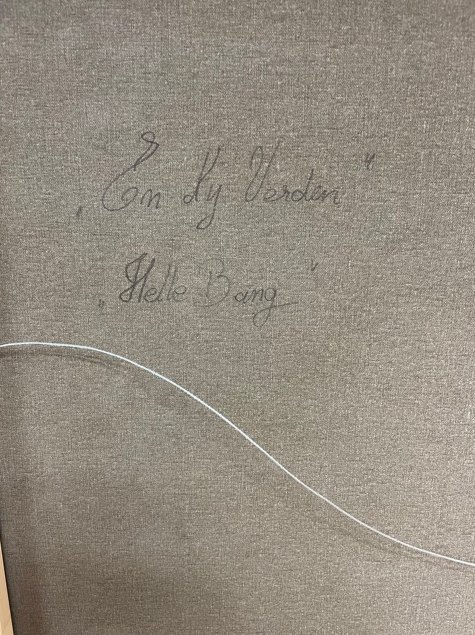 „En Ny Verden"
„Helle Bang"